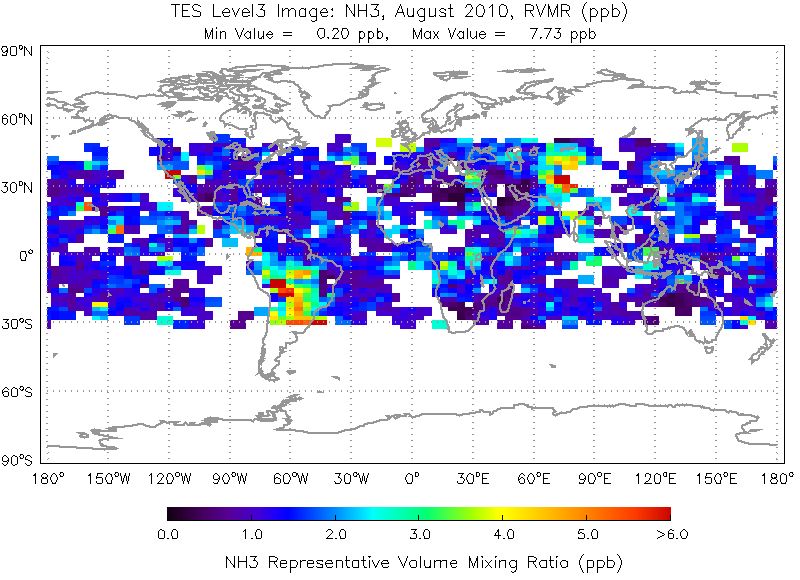 TES Level3 Image: NH3, August 2010, RVMR (ppb)
Min Value = 0.20 ppb, Max Value = 7.73 ppb
90°N
60°N
30°N
0°
30°S
60°S
90°S
180° 150°W 120°W 90°W 60°W 30°W 0° 30°E 60°E 90°E 120°E 150°E 180°
0.0 1.0 2.0 3.0 4.0 5.0 >6.0
NH3 Representative Volume Mixing Ratio (ppb)